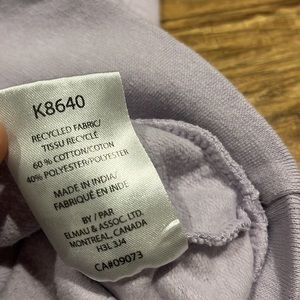 K8640
RECYCLED FABRIC/
TISSU RECYCLÉ
60 % COTTON/COTON
40% POLYESTER/POLYESTER
MADE IN INDIA/
FABRIQUÉ EN INDE
BY / PAR
ELMAU & ASSOC. LTD.
MONTREAL, CANADA
H3L 3J4
CA#09073